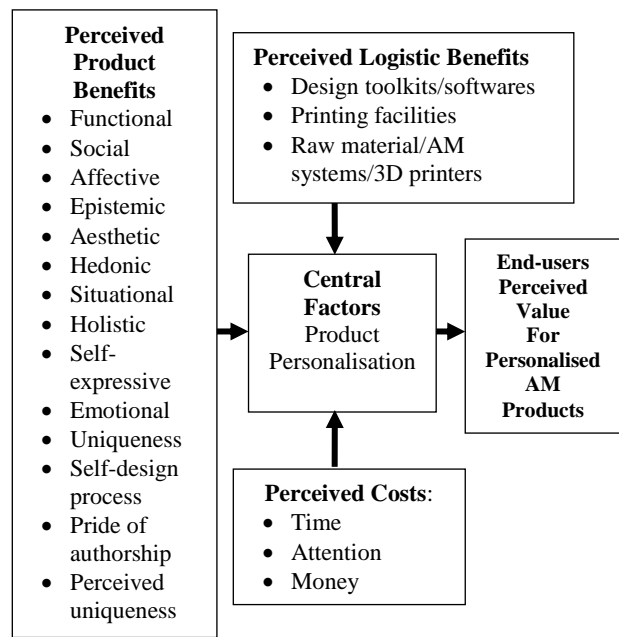 Perceived
Product
Benefits
• Functional
• Social
• Affective
• Epistemic
• Aesthetic
• Hedonic
• Situational
• Holistic
• Self-
expressive
• Emotional
• Uniqueness
• Self-design
process
• Pride of
authorship
• Perceived
uniqueness
Perceived Logistic Benefits
• Design toolkits/softwares
• Printing facilities
• Raw material/AM
systems/3D printers
Central
Factors
Product
Personalisation
Perceived Costs:
• Time
• Attention
• Money
End-users
Perceived
Value
For
Personalised
AM
Products